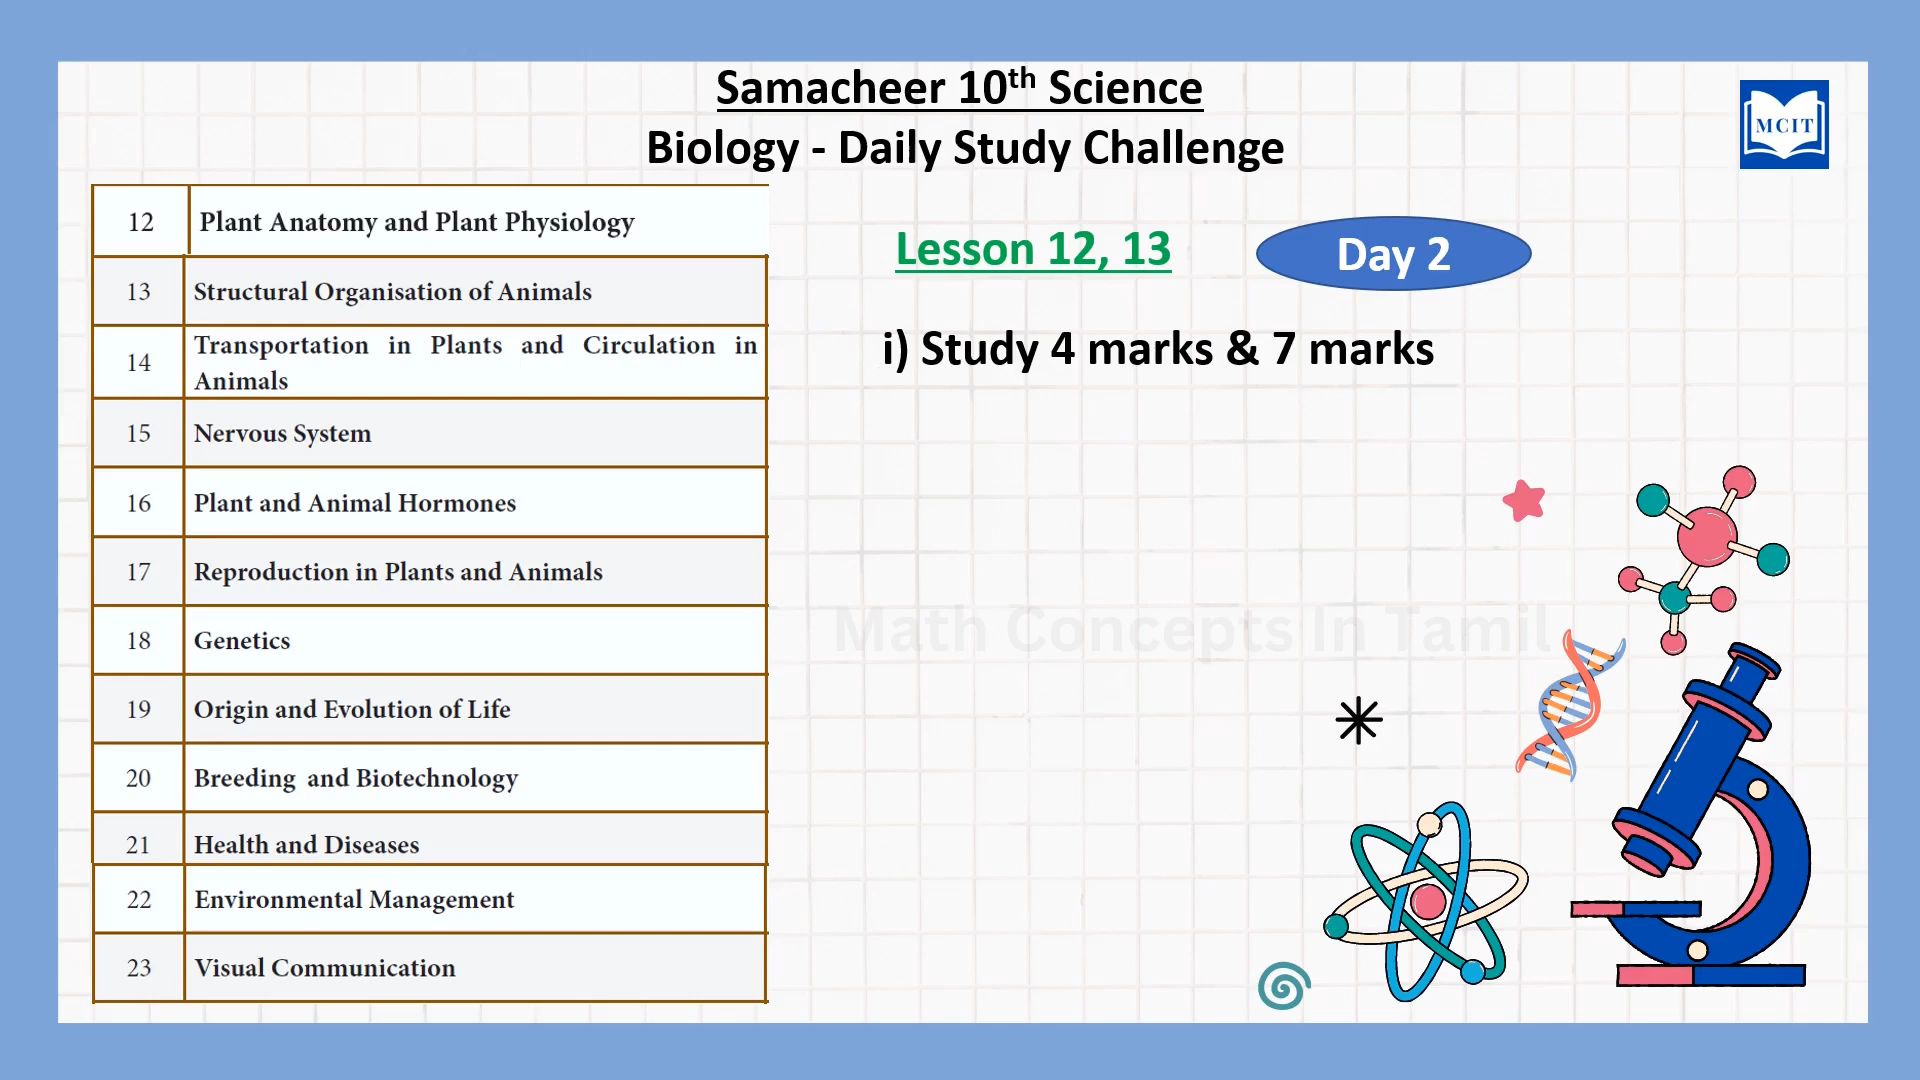 Samacheer 10th Science
Biology - Daily Study Challenge
MCIT
12 Plant Anatomy and Plant Physiology
13 Structural Organisation of Animals
14 Transportation in Plants and Circulation in
Animals
15 Nervous System
16 Plant and Animal Hormones
17 Reproduction in Plants and Animals
18 Genetics
19 Origin and Evolution of Life
20 Breeding and Biotechnology
21 Health and Diseases
22 Environmental Management
23 Visual Communication
Lesson 12, 13
Day 2
i) Study 4 marks & 7 marks
Math Concepts In Tamil